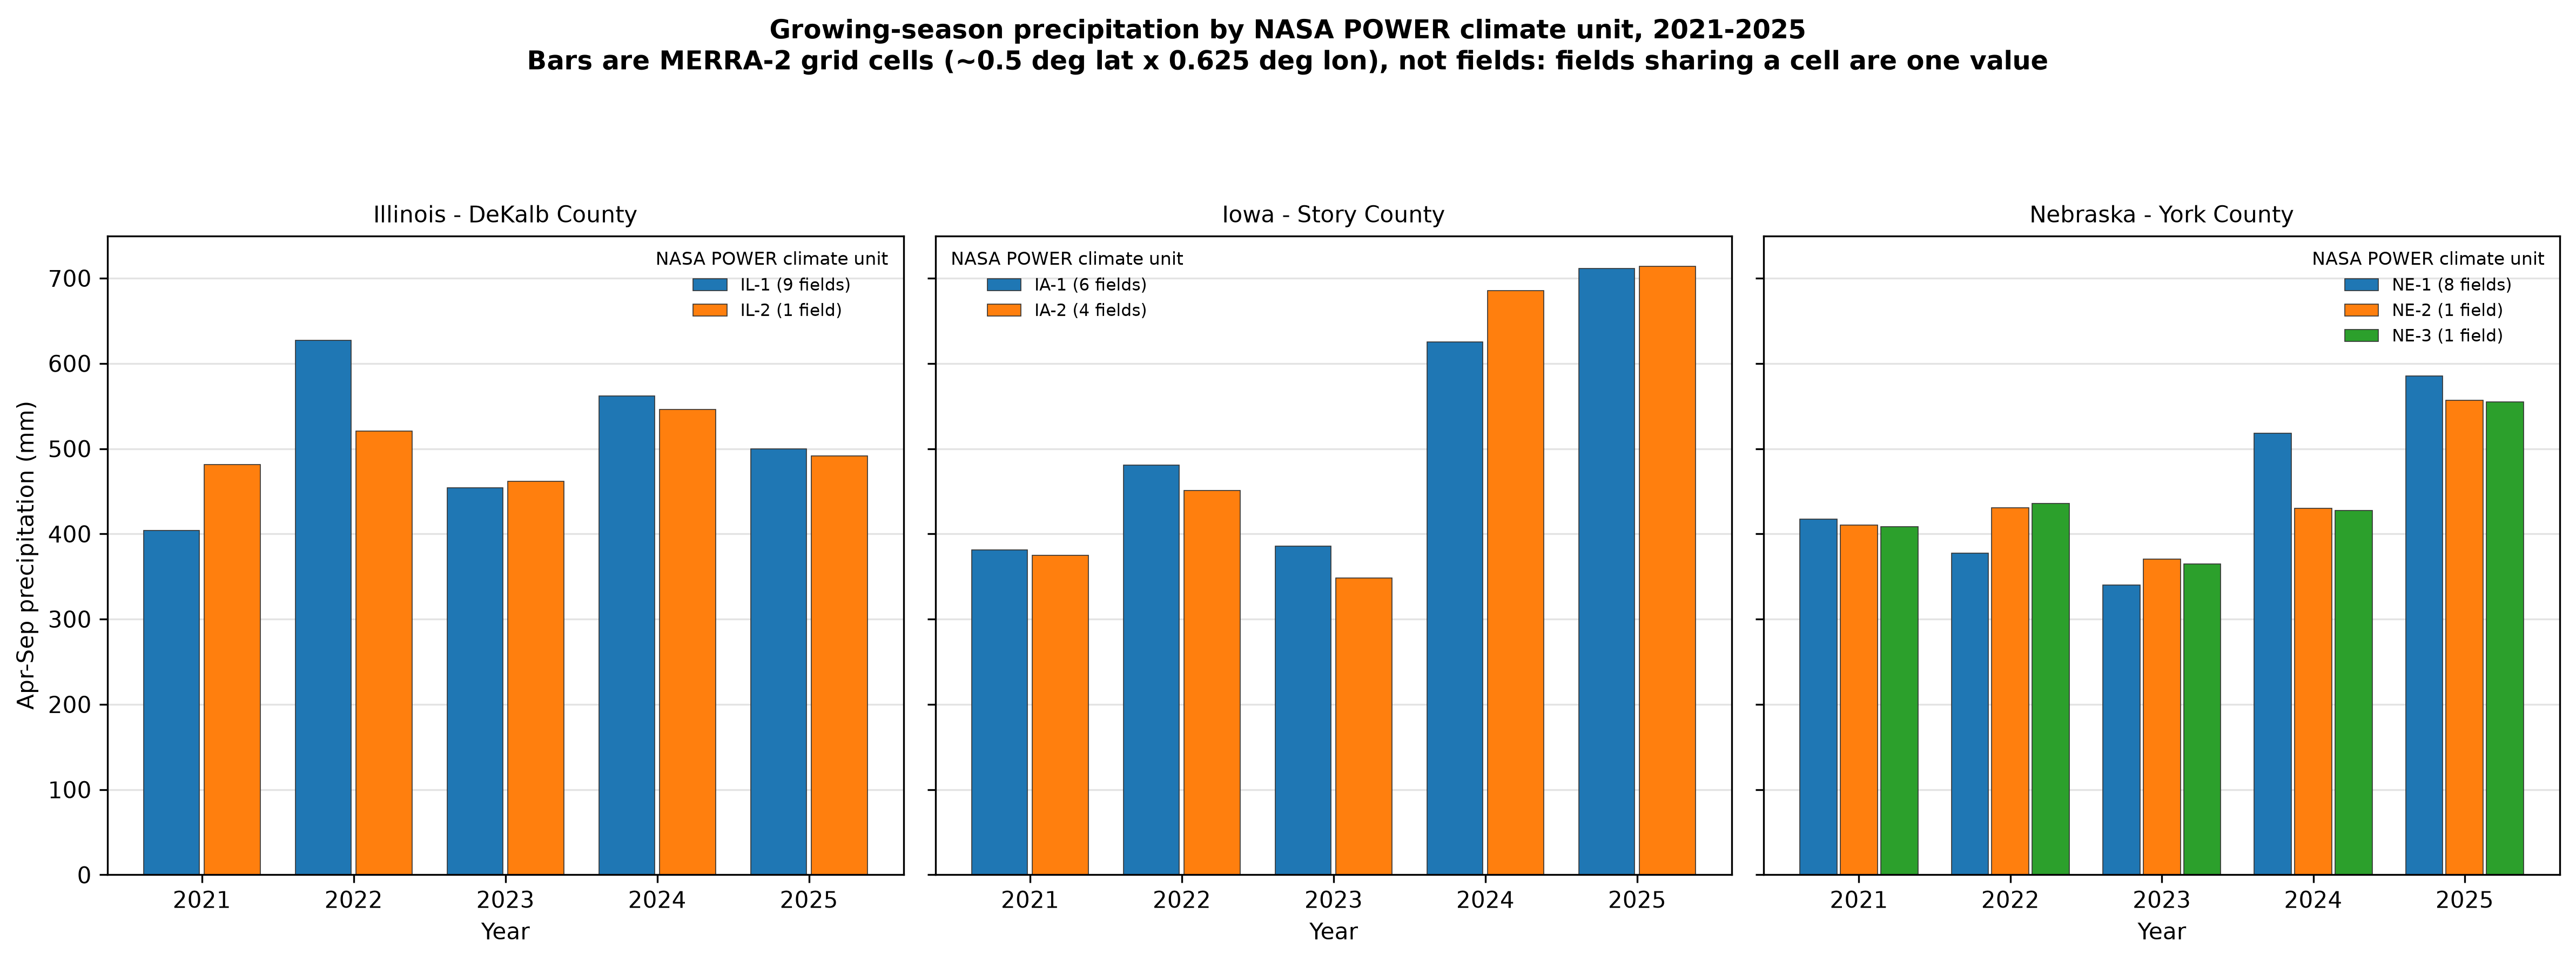 Growing-season precipitation by NASA POWER climate unit, 2021-2025
Bars are MERRA-2 grid cells (~0.5 deg lat x 0.625 deg lon), not fields: fields sharing a cell are one value
Illinois - DeKalb County
NASA POWER climate unit
IL-1 (9 fields)
IL-2 (1 field)
Apr-Sep precipitation (mm)
700
600
500
400
300
200
100
0
2021 2022 2023 2024 2025
Year
Iowa - Story County
NASA POWER climate unit
IA-1 (6 fields)
IA-2 (4 fields)
2021 2022 2023 2024 2025
Year
Nebraska - York County
NASA POWER climate unit
NE-1 (8 fields)
NE-2 (1 field)
NE-3 (1 field)
2021 2022 2023 2024 2025
Year